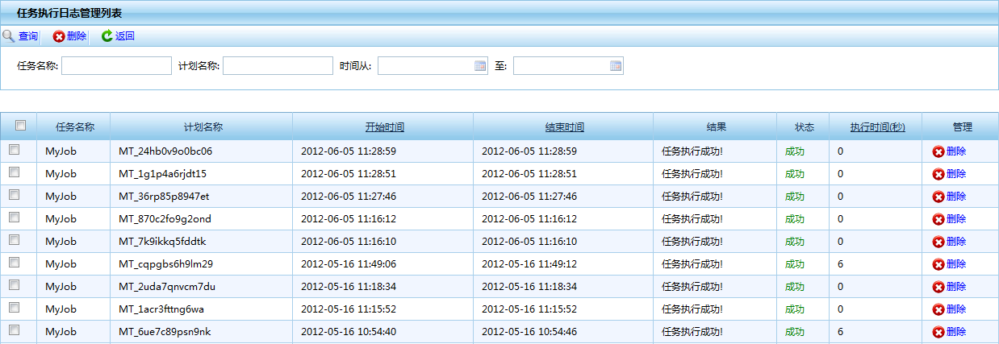 任务执行日志管理列表
查询 删除 返回
任务名称: 计划名称: 时间从: 至:
任务名称 计划名称 开始时间 结束时间 结果 状态 执行时间(秒) 管理
MyJob MT_24hb0v9o0bc06 2012-06-05 11:28:59 2012-06-05 11:28:59 任务执行成功! 成功 0 删除
MyJob MT_1g1p4a6rjdt15 2012-06-05 11:28:51 2012-06-05 11:28:51 任务执行成功! 成功 0 删除
MyJob MT_36rp85p8947et 2012-06-05 11:27:46 2012-06-05 11:27:46 任务执行成功! 成功 0 删除
MyJob MT_870c2fo9g2ond 2012-06-05 11:16:12 2012-06-05 11:16:12 任务执行成功! 成功 0 删除
MyJob MT_7k9ikkq5fddtk 2012-06-05 11:16:10 2012-06-05 11:16:10 任务执行成功! 成功 0 删除
MyJob MT_cqpgbs6h9lm29 2012-05-16 11:49:06 2012-05-16 11:49:12 任务执行成功! 成功 6 删除
MyJob MT_2uda7qnvcm7du 2012-05-16 11:18:34 2012-05-16 11:18:34 任务执行成功! 成功 0 删除
MyJob MT_1acr3fttng6wa 2012-05-16 11:15:52 2012-05-16 11:15:52 任务执行成功! 成功 0 删除
MyJob MT_6ue7c89psn9nk 2012-05-16 10:54:40 2012-05-16 10:54:46 任务执行成功! 成功 6 删除